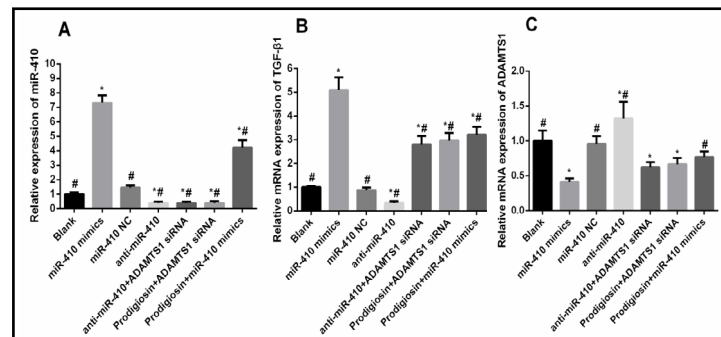 A
Relative expression of miR-410
10
9
8
7
6
5
4
3
2
1
0
*
#
#
*#
*#
*#
*#
Blank
miR-410 mimics
miR-410 NC
anti-miR-410
anti-miR-410+ADAMTS1 siRNA
Prodigiosin+ADAMTS1 siRNA
Prodigiosin+miR-410 mimics
B
Relative mRNA expression of TGF-β1
6
5
4
3
2
1
0
#
*
#
*#
*#
*#
*#
Blank
miR-410 mimics
miR-410 NC
anti-miR-410
anti-miR-410+ADAMTS1 siRNA
Prodigiosin+ADAMTS1 siRNA
Prodigiosin+miR-410 mimics
C
Relative mRNA expression of ADAMTS1
2.0
1.5
1.0
0.5
0.0
#
*
#
*#
*
*
#
Blank
miR-410 mimics
miR-410 NC
anti-miR-410
anti-miR-410+ADAMTS1 siRNA
Prodigiosin+ADAMTS1 siRNA
Prodigiosin+miR-410 mimics